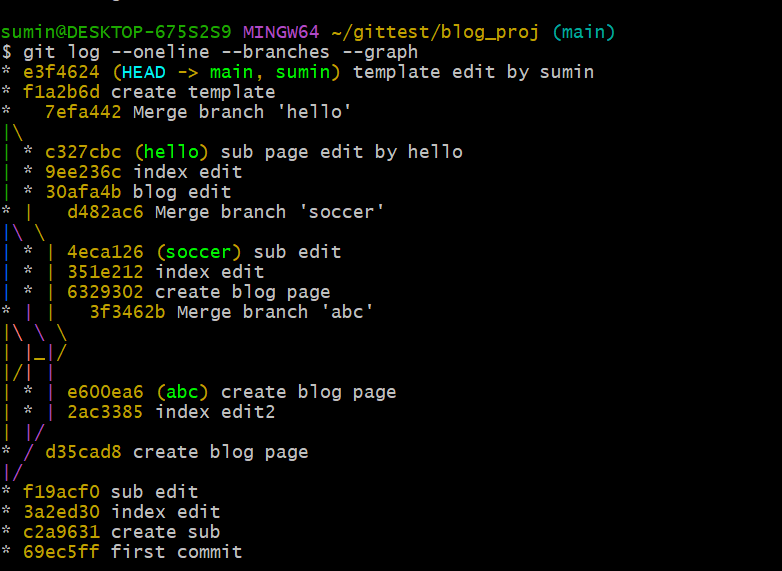 sumin@DESKTOP-675S2S9 MINGW64 ~/gittest/blog_proj (main)
$ git log --oneline --branches --graph
* e3f4624 (HEAD -> main, sumin) template edit by sumin
* f1a2b6d create template
*   7efa442 Merge branch 'hello'
|\
| * c327cbc (hello) sub page edit by hello
| * 9ee236c index edit
| * 30afa4b blog edit
* |   d482ac6 Merge branch 'soccer'
|\ \
| * | 4eca126 (soccer) sub edit
| * | 351e212 index edit
| * | 6329302 create blog page
* | |   3f3462b Merge branch 'abc'
|\ \ \
| |_|/
|/| |
| * | e600ea6 (abc) create blog page
| * | 2ac3385 index edit2
| |/
* / d35cad8 create blog page
|/
* f19acf0 sub edit
* 3a2ed30 index edit
* c2a9631 create sub
* 69ec5ff first commit